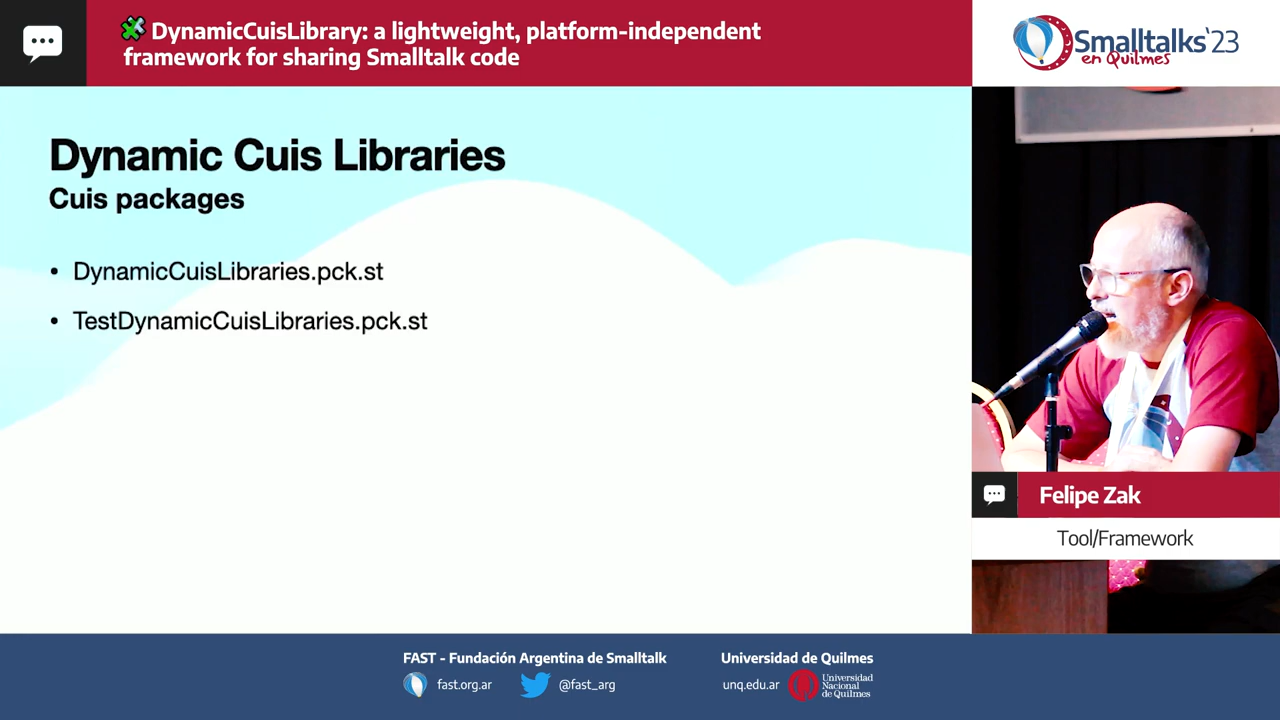 🧩 DynamicCuisLibrary: a lightweight, platform-independent
framework for sharing Smalltalk code
Smalltalks'23
en Quilmes
Dynamic Cuis Libraries
Cuis packages
• DynamicCuisLibraries.pck.st
• TestDynamicCuisLibraries.pck.st
Felipe Zak
Tool/Framework
FAST - Fundación Argentina de Smalltalk
fast.org.ar
@fast_arg
Universidad de Quilmes
unq.edu.ar
Universidad
Nacional
de Quilmes